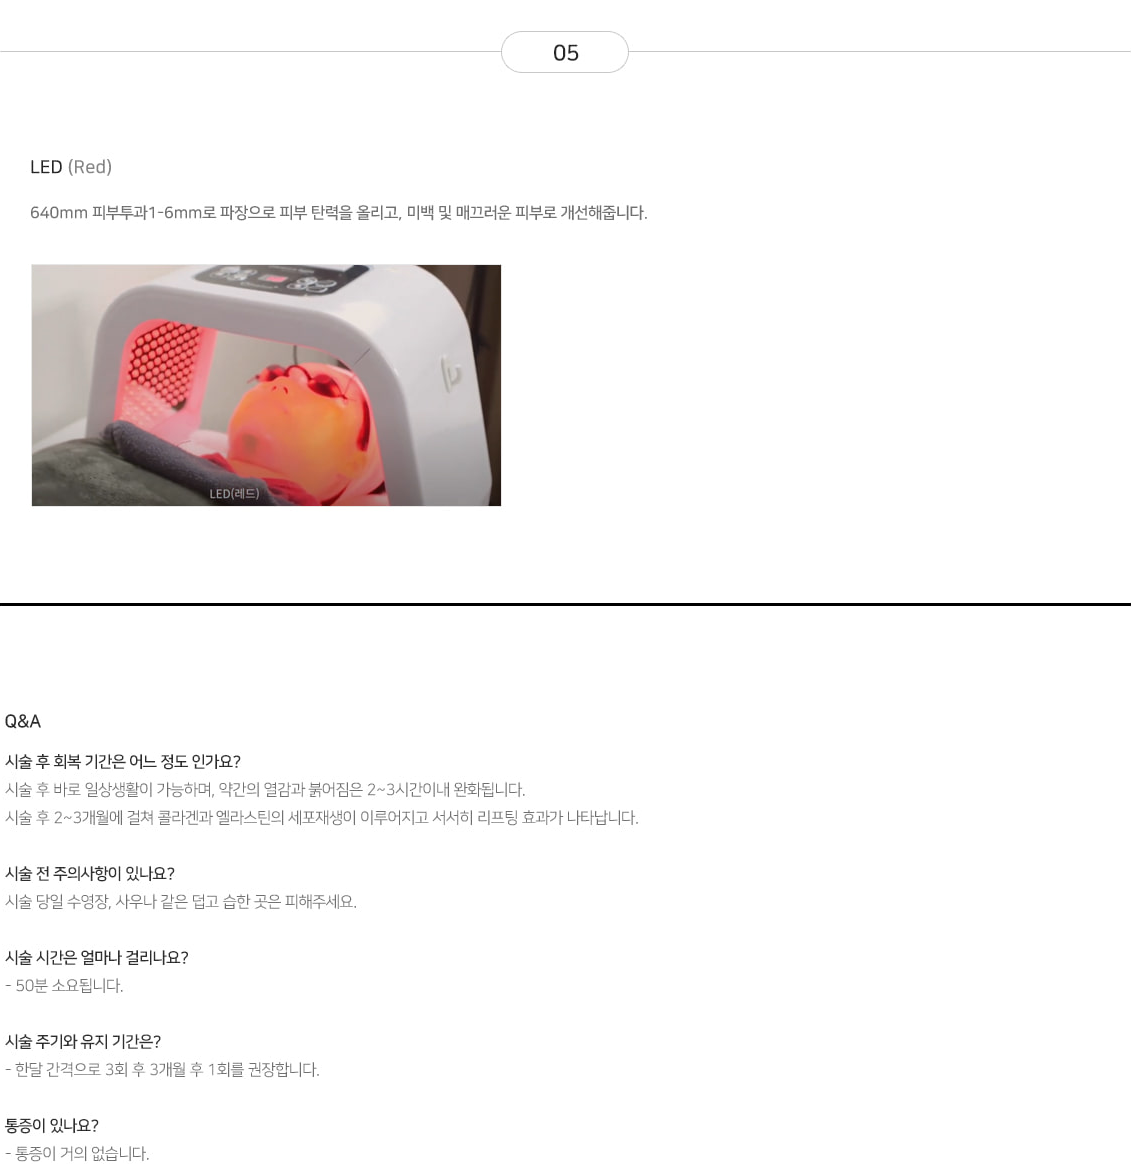 05
LED (Red)
640mm 피부투과1-6mm로 파장으로 피부 탄력을 올리고, 미백 및 매끄러운 피부로 개선해줍니다.
LED(레드)
Q&A
시술 후 회복 기간은 어느 정도 인가요?
시술 후 바로 일상생활이 가능하며, 약간의 열감과 붉어짐은 2~3시간이내 완화됩니다.
시술 후 2~3개월에 걸쳐 콜라겐과 엘라스틴의 세포재생이 이루어지고 서서히 리프팅 효과가 나타납니다.
시술 전 주의사항이 있나요?
시술 당일 수영장, 사우나 같은 덥고 습한 곳은 피해주세요.
시술 시간은 얼마나 걸리나요?
- 50분 소요됩니다.
시술 주기와 유지 기간은?
- 한달 간격으로 3회 후 3개월 후 1회를 권장합니다.
통증이 있나요?
- 통증이 거의 없습니다.